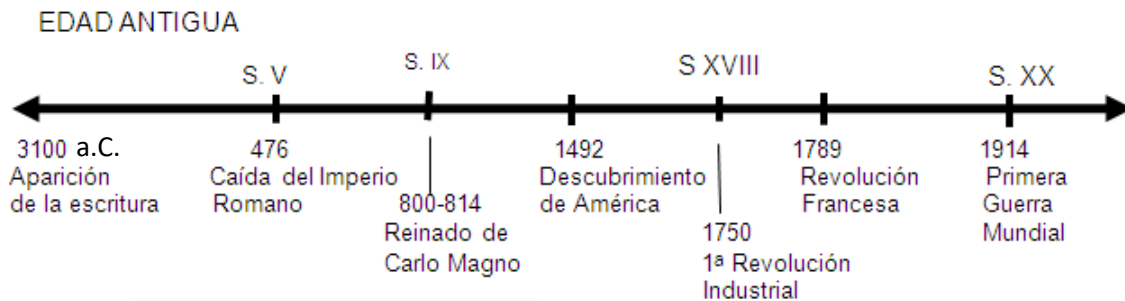 EDAD ANTIGUA
S. V
S. IX
S XVIII
S. XX
3100 a.C.
Aparición
de la escritura
476
Caída del Imperio
Romano
800-814
Reinado de
Carlo Magno
1492
Descubrimiento
de América
1750
1ª Revolución
Industrial
1789
Revolución
Francesa
1914
Primera
Guerra
Mundial